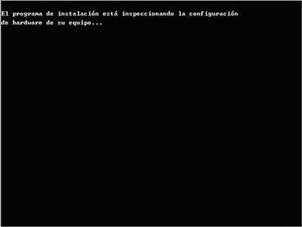 El programa de instalación está inspeccionando la configuración
de hardware de su equipo...